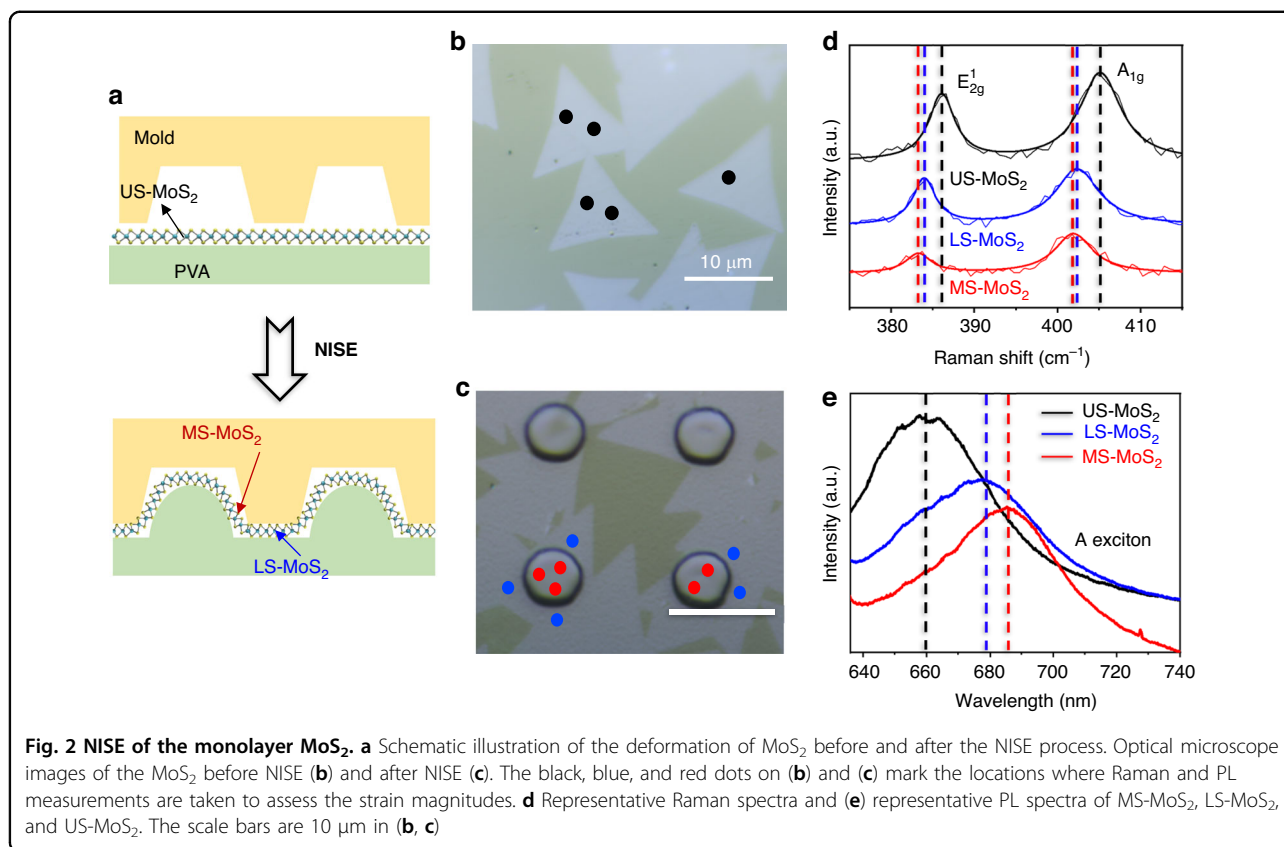 a
Mold
US-MoS₂
PVA
NISE
MS-MoS₂
LS-MoS₂
b
10 μm
c
d
E¹₂g
A₁g
US-MoS₂
LS-MoS₂
MS-MoS₂
Intensity (a.u.)
380 390 400 410
Raman shift (cm⁻¹)
e
US-MoS₂
LS-MoS₂
MS-MoS₂
A exciton
Intensity (a.u.)
640 660 680 700 720 740
Wavelength (nm)
Fig. 2 NISE of the monolayer MoS₂. a Schematic illustration of the deformation of MoS₂ before and after the NISE process. Optical microscope
images of the MoS₂ before NISE (b) and after NISE (c). The black, blue, and red dots on (b) and (c) mark the locations where Raman and PL
measurements are taken to assess the strain magnitudes. d Representative Raman spectra and (e) representative PL spectra of MS-MoS₂, LS-MoS₂,
and US-MoS₂. The scale bars are 10 μm in (b, c)